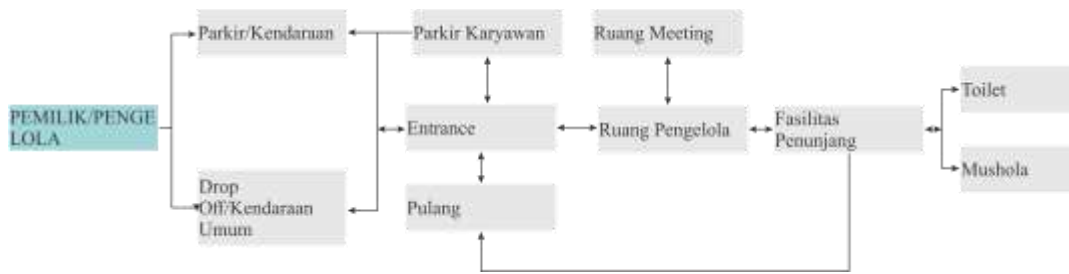 Parkir/Kendaraan
Parkir Karyawan
Ruang Meeting
PEMILIK/PENGE
LOLA
Entrance
Ruang Pengelola
Fasilitas
Penunjang
Toilet
Mushola
Drop
Off/Kendaraan
Umum
Pulang